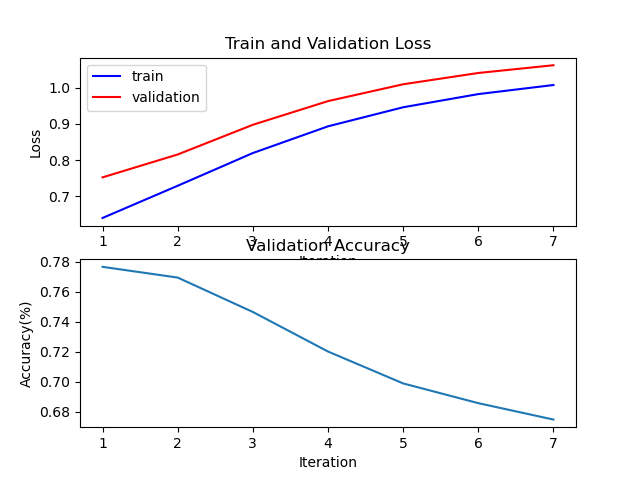 Train and Validation Loss
train
validation
1.0
0.9
0.8
0.7
Loss
1 2 3 4 5 6 7
Iteration
Validation Accuracy
0.78
0.76
0.74
0.72
0.70
0.68
Accuracy(%)
1 2 3 4 5 6 7
Iteration